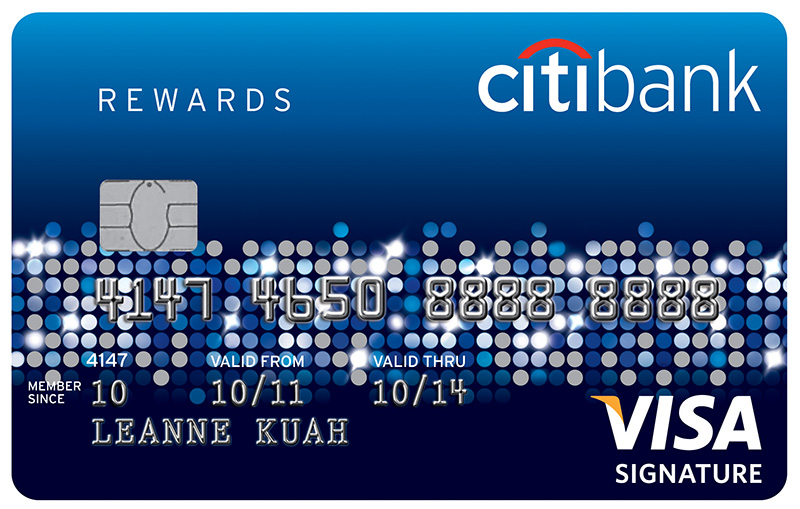 REWARDS
citibank
4147 4650 8888 8888
4147 VALID FROM VALID THRU
MEMBER SINCE 10 10/11 10/14
LEANNE KUAH
VISA
SIGNATURE